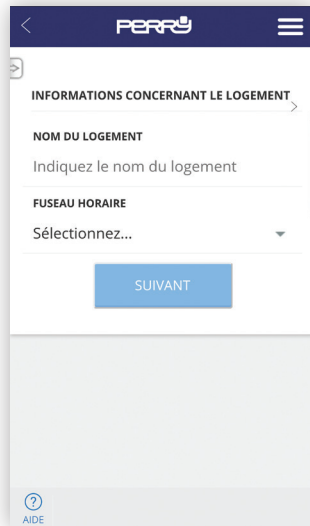 PERRY
INFORMATIONS CONCERNANT LE LOGEMENT
NOM DU LOGEMENT
Indiquez le nom du logement
FUSEAU HORAIRE
Sélectionnez...
SUIVANT
?
AIDE